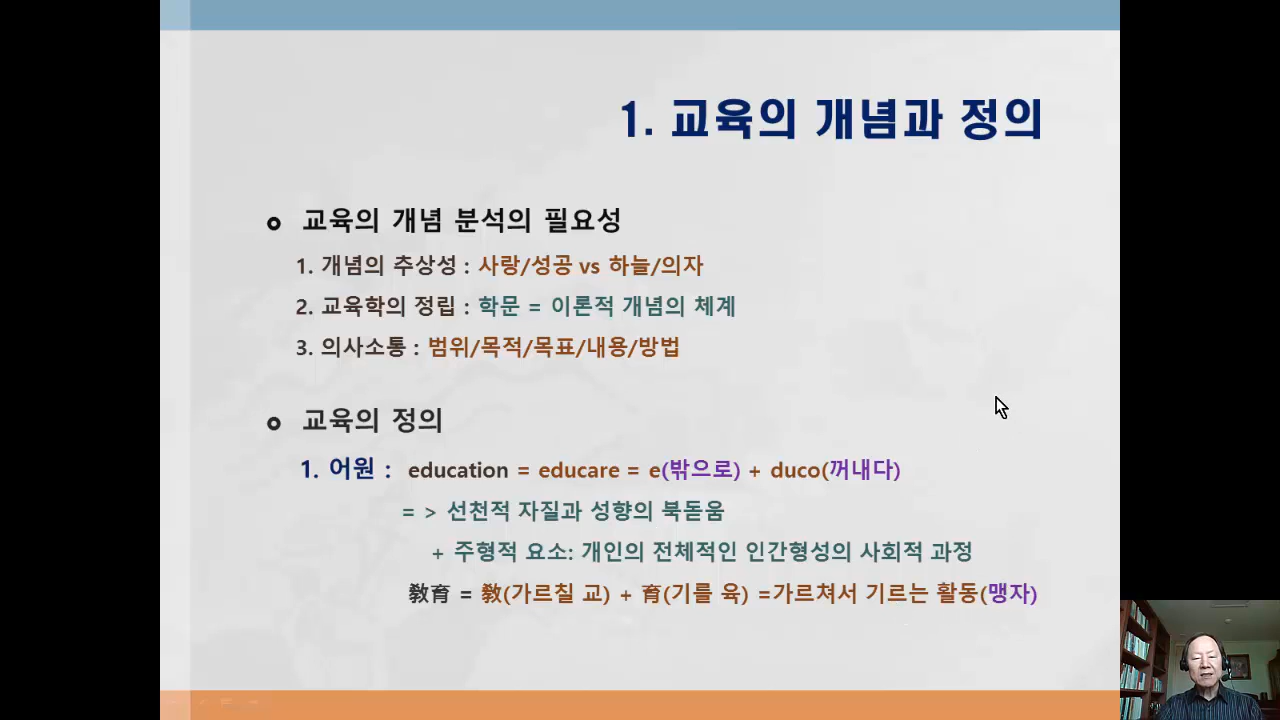 1. 교육의 개념과 정의
교육의 개념 분석의 필요성
1. 개념의 추상성 : 사랑/성공 vs 하늘/의자
2. 교육학의 정립 : 학문 = 이론적 개념의 체계
3. 의사소통 : 범위/목적/목표/내용/방법
교육의 정의
1. 어원 : education = educare = e(밖으로) + duco(꺼내다)
= > 선천적 자질과 성향의 북돋움
+ 주형적 요소: 개인의 전체적인 인간형성의 사회적 과정
敎育 = 敎(가르칠 교) + 育(기를 육) =가르쳐서 기르는 활동(맹자)